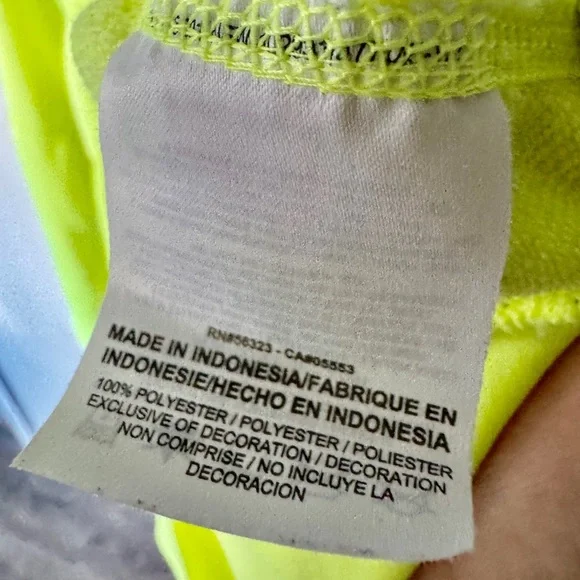 RN#56323 - CA#05553
MADE IN INDONESIA/FABRIQUE EN
INDONESIE/HECHO EN INDONESIA
100% POLYESTER / POLYESTER / POLIESTER
EXCLUSIVE OF DECORATION / DECORATION
NON COMPRISE / NO INCLUYE LA
DECORACION